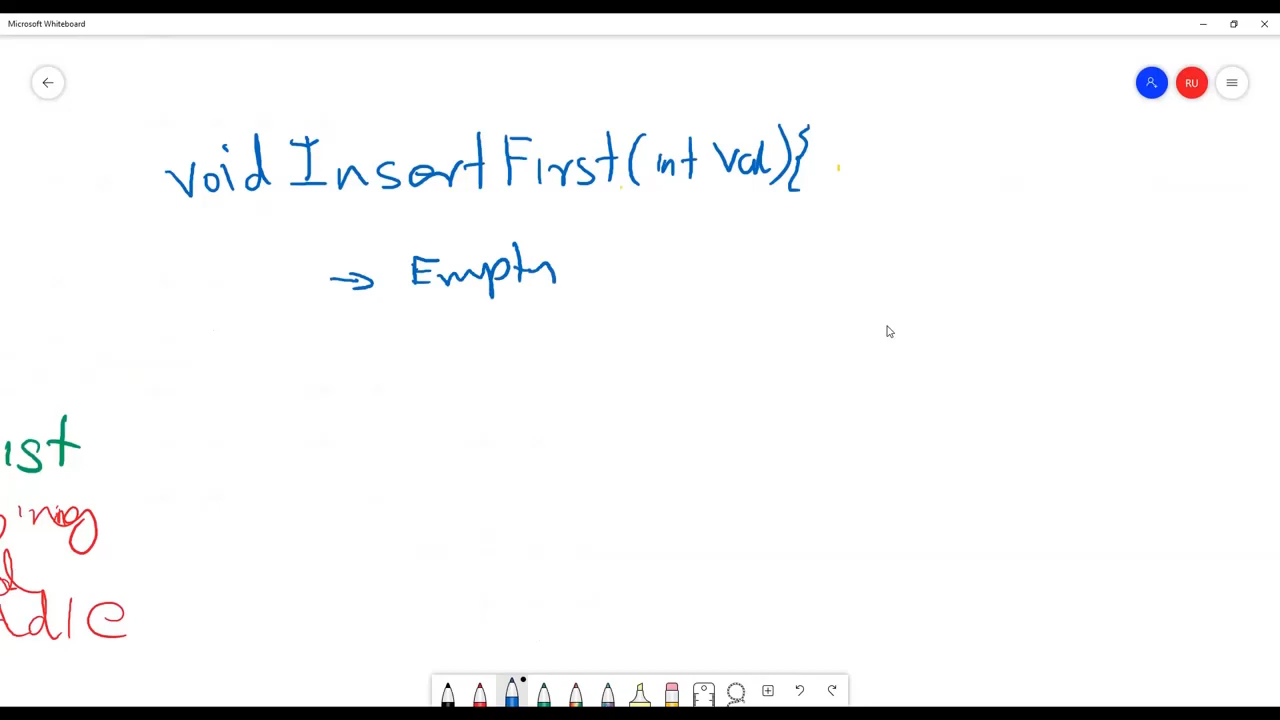 Microsoft Whiteboard
RU
void InsertFirst(int val){
→ Empty